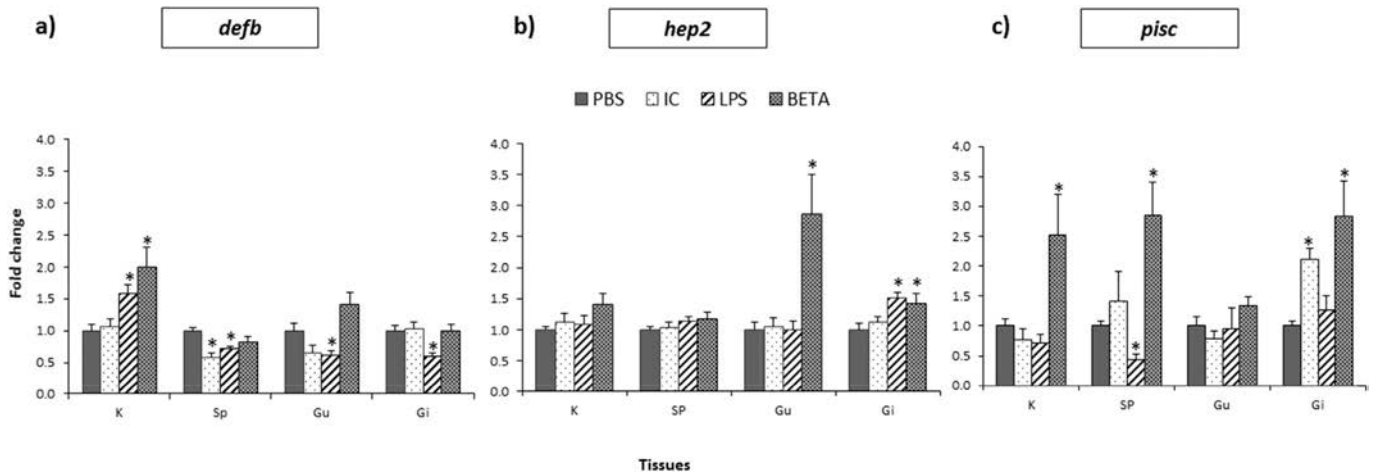 a)
defb
b)
hep2
c)
pisc
PBS IC LPS BETA
Fold change
4.0
3.5
3.0
2.5
2.0
1.5
1.0
0.5
0.0
* * * * * *
K Sp Gu Gi
4.0
3.5
3.0
2.5
2.0
1.5
1.0
0.5
0.0
* * *
K SP Gu Gi
4.0
3.5
3.0
2.5
2.0
1.5
1.0
0.5
0.0
* * * * *
K SP Gu Gi
Tissues